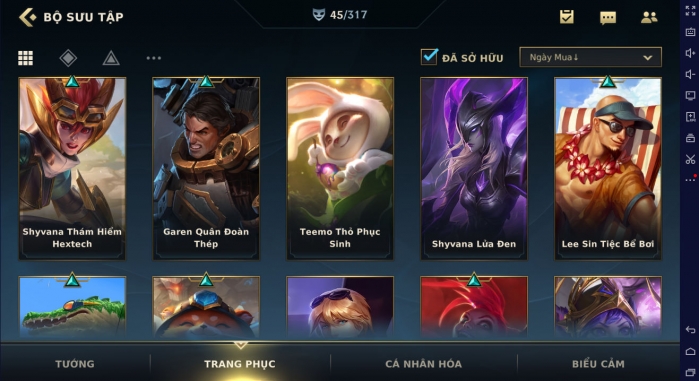 BỘ SƯU TẬP
45/317
ĐÃ SỞ HỮU
Ngày Mua↓
Shyvana Thám Hiểm
Hextech
Garen Quân Đoàn
Thép
Teemo Thỏ Phục
Sinh
Shyvana Lửa Đen
Lee Sin Tiệc Bể Bơi
TƯỚNG
TRANG PHỤC
CÁ NHÂN HÓA
BIỂU CẢM